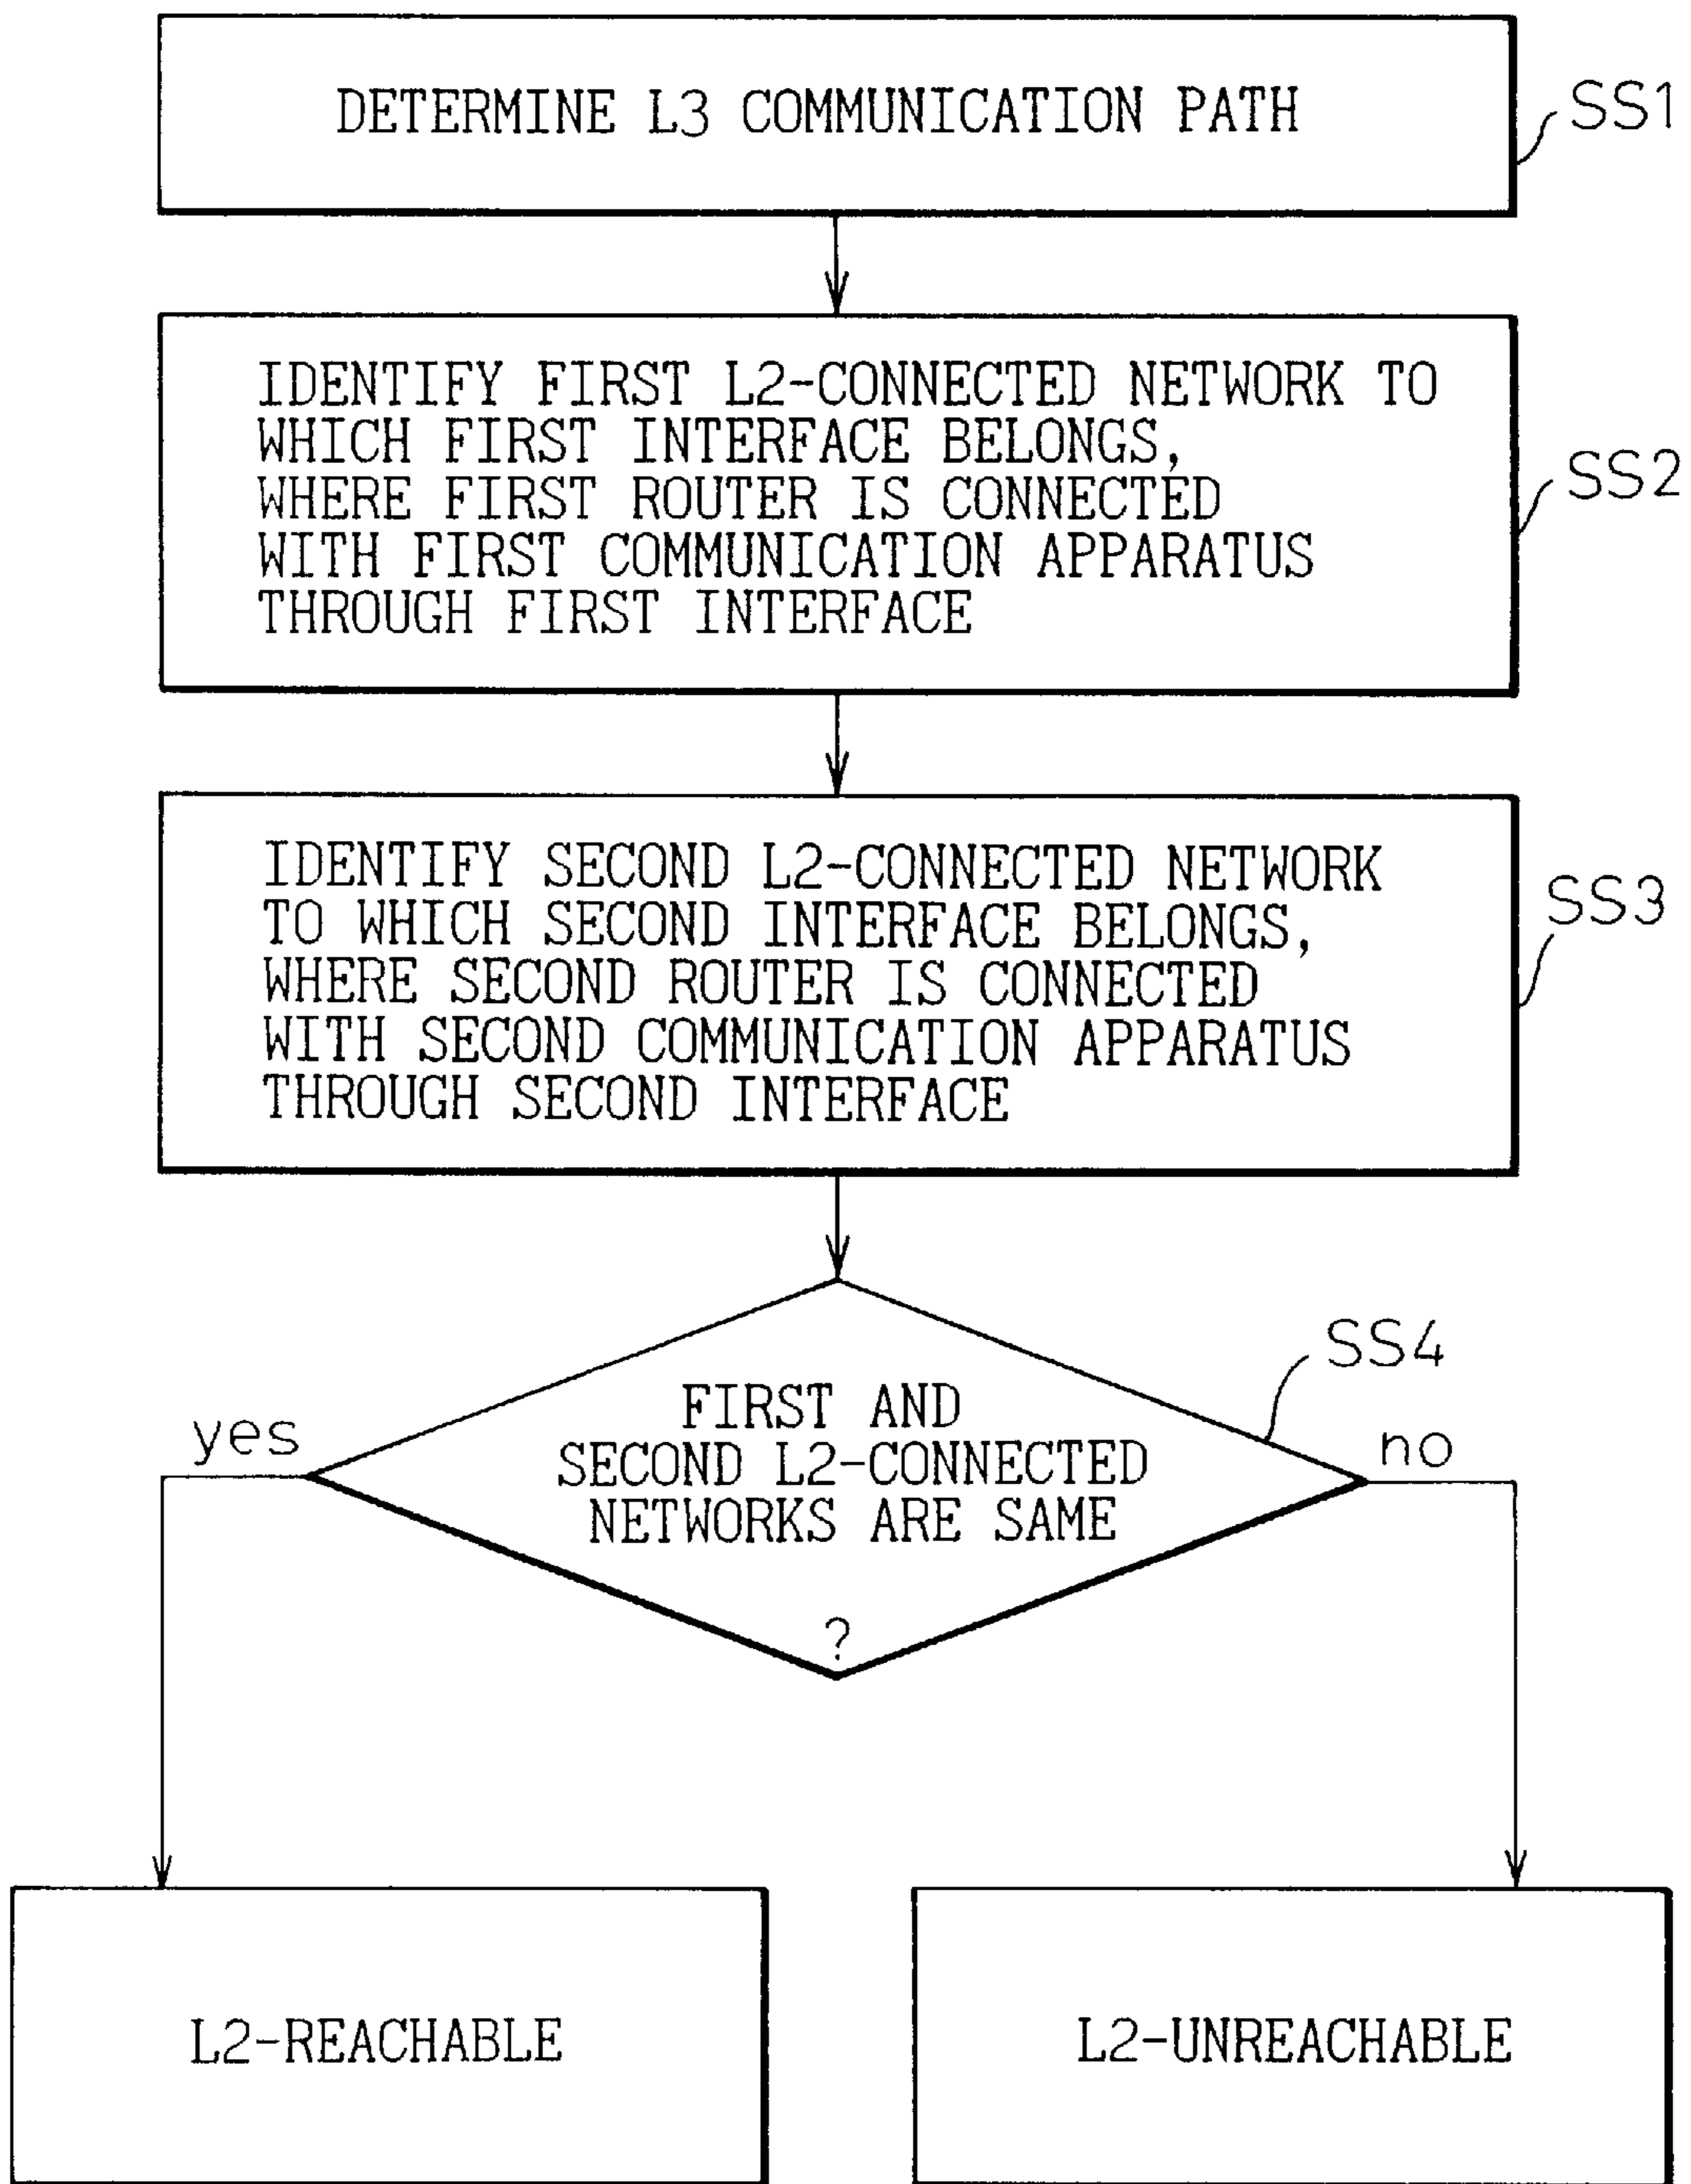 DETERMINE L3 COMMUNICATION PATH
SS1
IDENTIFY FIRST L2-CONNECTED NETWORK TO
WHICH FIRST INTERFACE BELONGS,
WHERE FIRST ROUTER IS CONNECTED
WITH FIRST COMMUNICATION APPARATUS
THROUGH FIRST INTERFACE
SS2
IDENTIFY SECOND L2-CONNECTED NETWORK
TO WHICH SECOND INTERFACE BELONGS,
WHERE SECOND ROUTER IS CONNECTED
WITH SECOND COMMUNICATION APPARATUS
THROUGH SECOND INTERFACE
SS3
SS4
FIRST AND
SECOND L2-CONNECTED
NETWORKS ARE SAME
?
yes
no
L2-REACHABLE
L2-UNREACHABLE